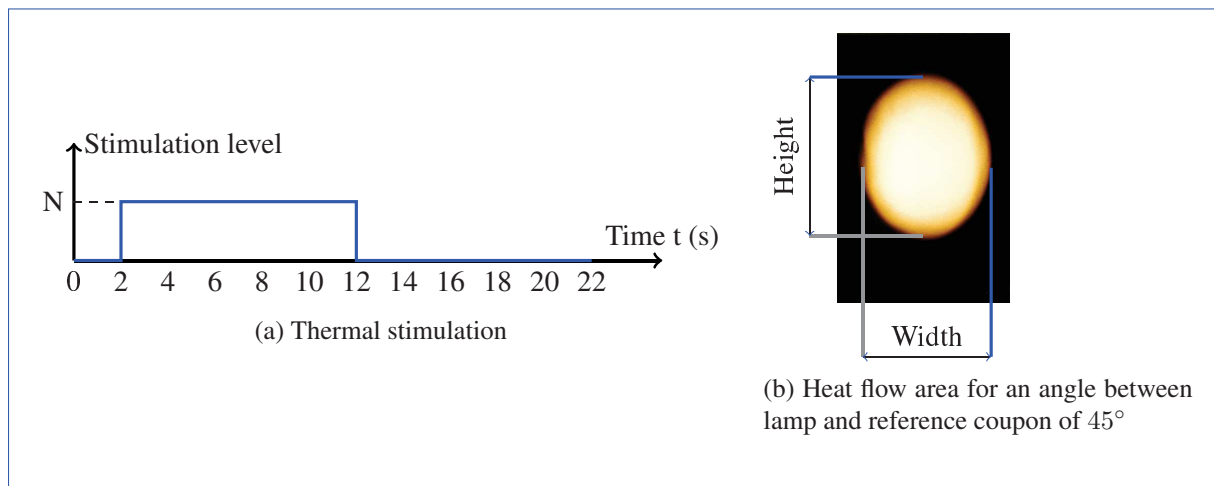 Stimulation level
N
Time t (s)
0 2 4 6 8 10 12 14 16 18 20 22
(a) Thermal stimulation
Height
Width
(b) Heat flow area for an angle between
lamp and reference coupon of 45°